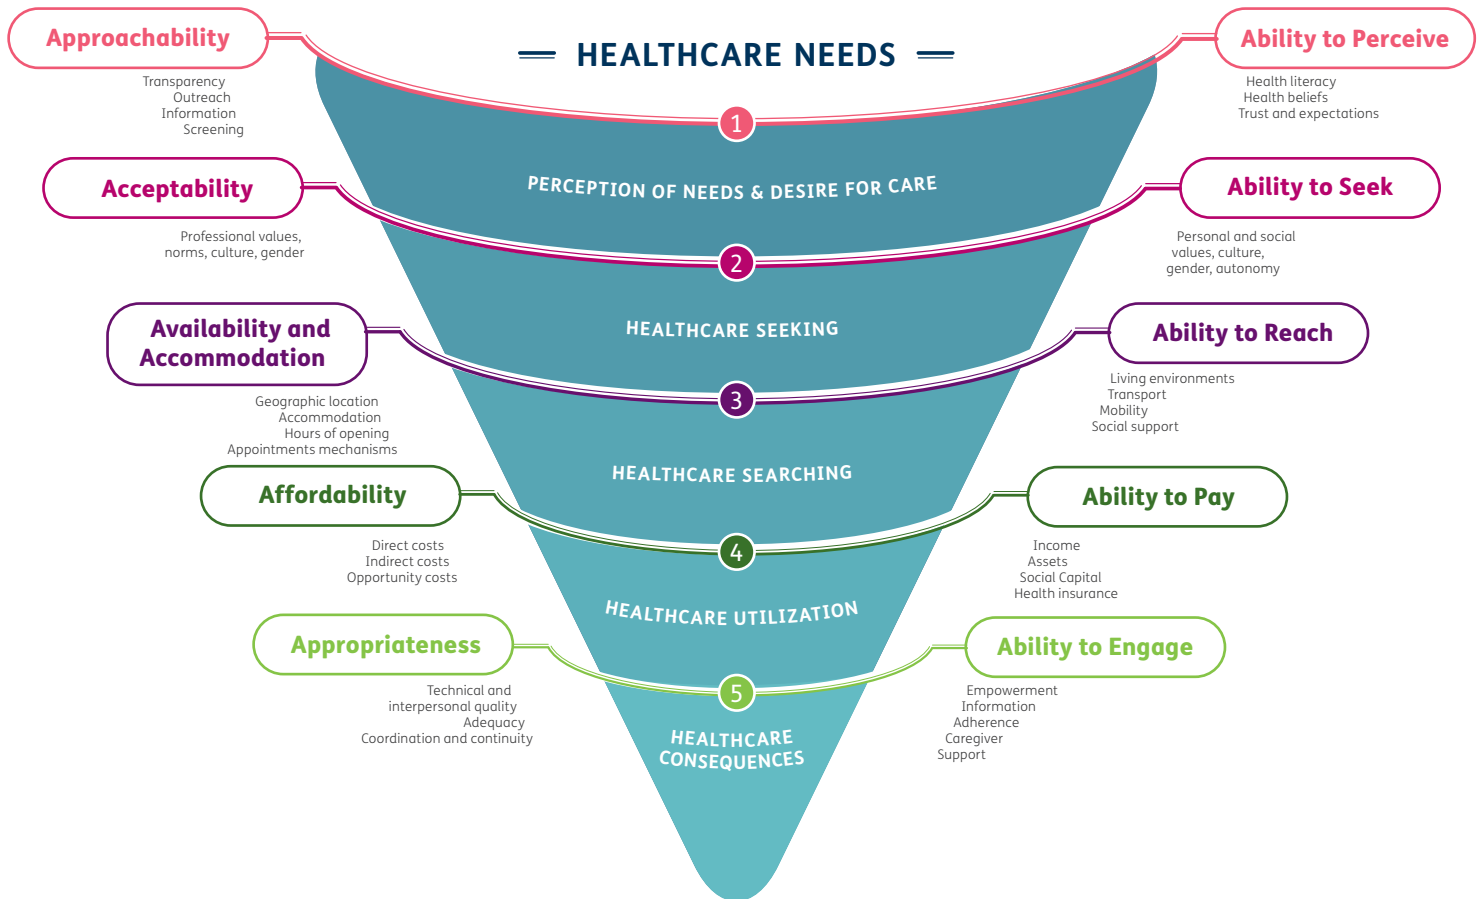 HEALTHCARE NEEDS
Approachability
Transparency
Outreach
Information
Screening
Ability to Perceive
Health literacy
Health beliefs
Trust and expectations
1
PERCEPTION OF NEEDS & DESIRE FOR CARE
Acceptability
Professional values,
norms, culture, gender
Ability to Seek
Personal and social
values, culture,
gender, autonomy
2
HEALTHCARE SEEKING
Availability and
Accommodation
Geographic location
Accommodation
Hours of opening
Appointments mechanisms
Ability to Reach
Living environments
Transport
Mobility
Social support
3
HEALTHCARE SEARCHING
Affordability
Direct costs
Indirect costs
Opportunity costs
Ability to Pay
Income
Assets
Social Capital
Health insurance
4
HEALTHCARE UTILIZATION
Appropriateness
Technical and
interpersonal quality
Adequacy
Coordination and continuity
Ability to Engage
Empowerment
Information
Adherence
Caregiver
Support
5
HEALTHCARE
CONSEQUENCES